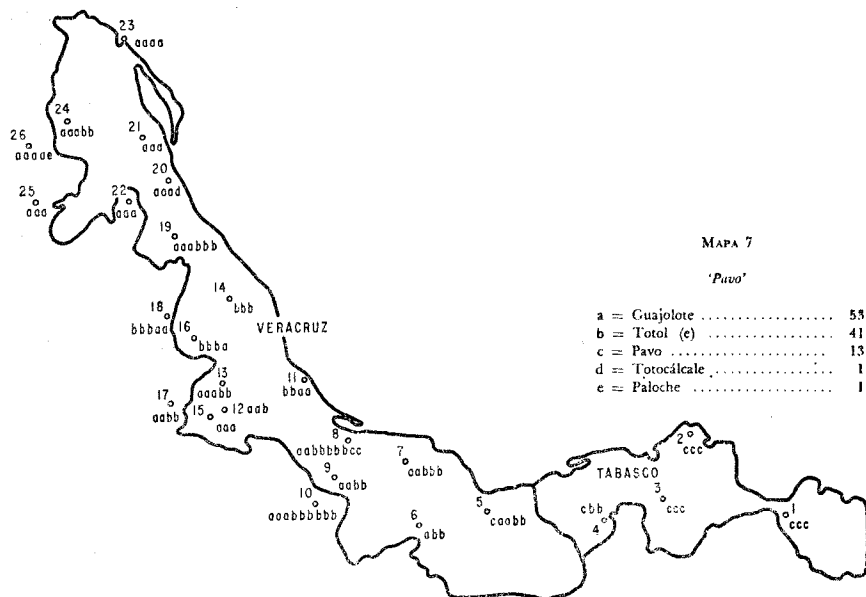 23
aaaa
24
aaabb
26
aaaae
21
aaa
20
aaad
25
aaa
22
aaa
19
aaabbb
14
bbb
18
bbbaa
16
bbba
VERACRUZ
13
aaabb
11
bbaa
17
aabb
15
aaa
12 aab
8
aabbbbbcc
7
aabbb
9
aabb
10
aaabbbbbb
6
abb
5
caabb
TABASCO
2
ccc
3
ccc
4
cbb
1
ccc
MAPA 7
'Pavo'
a = Guajolote .................... 53
b = Totol (e) .................... 41
c = Pavo .................... 13
d = Totocálcale .................... 1
e = Paloche .................... 1